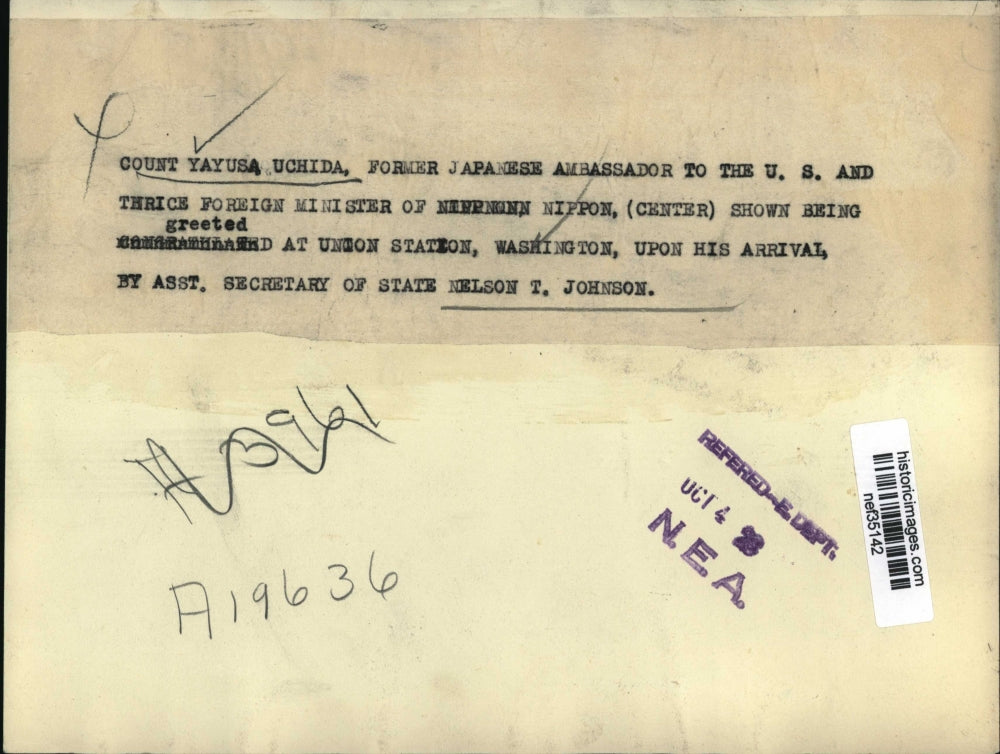 COUNT YAYUSA UCHIDA, FORMER JAPANESE AMBASSADOR TO THE U. S. AND
THRICE FOREIGN MINISTER OF NIPPON, (CENTER) SHOWN BEING
greeted
AT UNION STATION, WASHINGTON, UPON HIS ARRIVAL,
BY ASST. SECRETARY OF STATE NELSON T. JOHNSON.
A19636
REFERED-E. DEPT.
OCT 4
N.E.A.
historicimages.com
nef35142